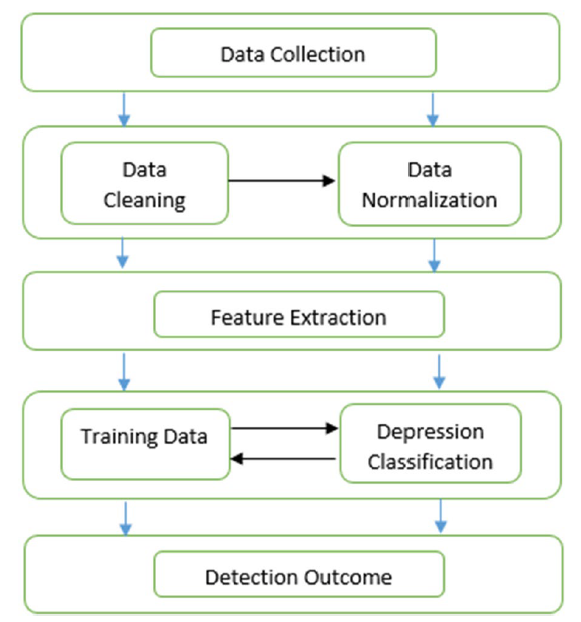 Data Collection
Data
Cleaning
Data
Normalization
Feature Extraction
Training Data
Depression
Classification
Detection Outcome